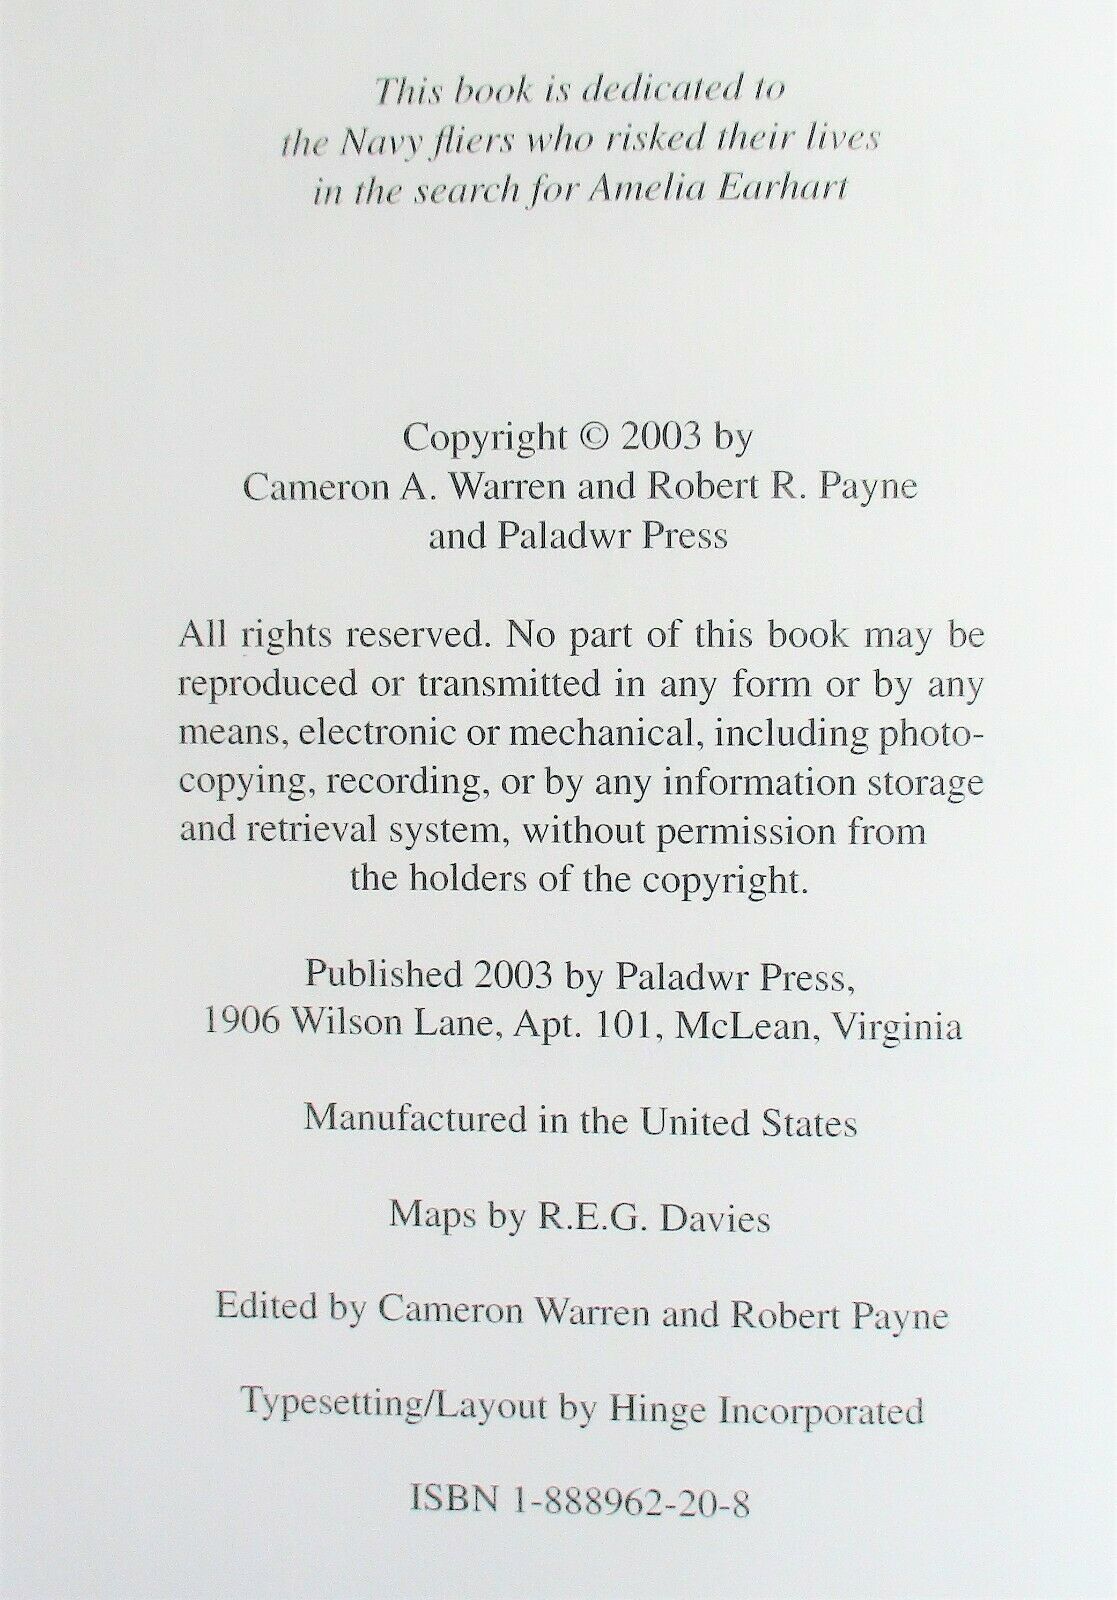 This book is dedicated to
the Navy fliers who risked their lives
in the search for Amelia Earhart
Copyright © 2003 by
Cameron A. Warren and Robert R. Payne
and Paladwr Press
All rights reserved. No part of this book may be
reproduced or transmitted in any form or by any
means, electronic or mechanical, including photo-
copying, recording, or by any information storage
and retrieval system, without permission from
the holders of the copyright.
Published 2003 by Paladwr Press,
1906 Wilson Lane, Apt. 101, McLean, Virginia
Manufactured in the United States
Maps by R.E.G. Davies
Edited by Cameron Warren and Robert Payne
Typesetting/Layout by Hinge Incorporated
ISBN 1-888962-20-8